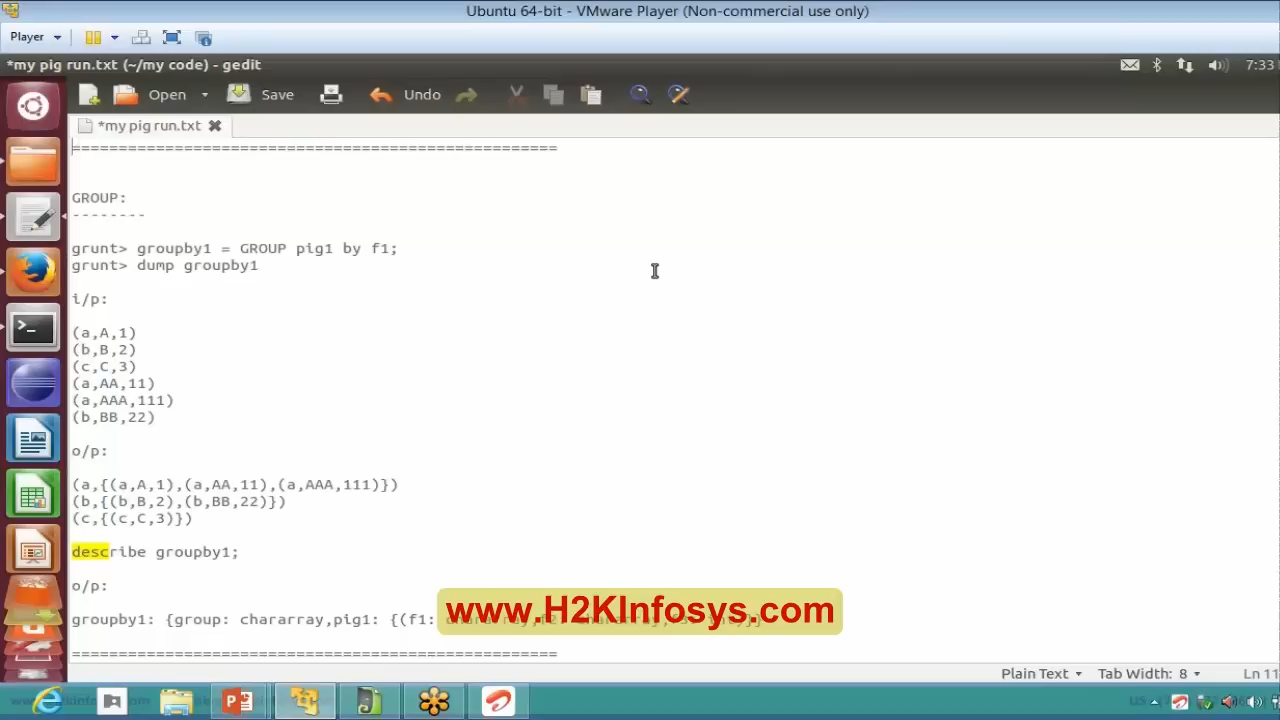 Ubuntu 64-bit - VMware Player (Non-commercial use only)
Player
*my pig run.txt (~/my code) - gedit
7:33
Open
Save
Undo
*my pig run.txt
====================================================
GROUP:
--------
grunt> groupby1 = GROUP pig1 by f1;
grunt> dump groupby1
i/p:
(a,A,1)
(b,B,2)
(c,C,3)
(a,AA,11)
(a,AAA,111)
(b,BB,22)
o/p:
(a,{(a,A,1),(a,AA,11),(a,AAA,111)})
(b,{(b,B,2),(b,BB,22)})
(c,{(c,C,3)})
describe groupby1;
o/p:
www.H2KInfosys.com
groupby1: {group: chararray,pig1: {(f1:
====================================================
Plain Text
Tab Width: 8
Ln 11